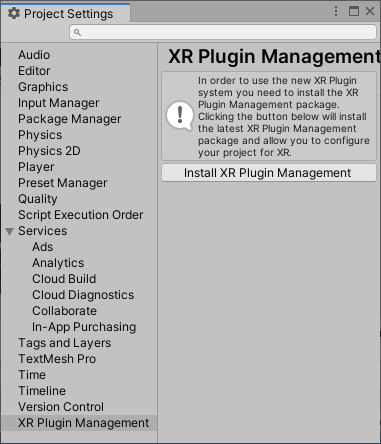 Project Settings
Audio
Editor
Graphics
Input Manager
Package Manager
Physics
Physics 2D
Player
Preset Manager
Quality
Script Execution Order
Services
Ads
Analytics
Cloud Build
Cloud Diagnostics
Collaborate
In-App Purchasing
Tags and Layers
TextMesh Pro
Time
Timeline
Version Control
XR Plugin Management
XR Plugin Management
In order to use the new XR Plugin
system you need to install the XR
Plugin Management package.
Clicking the button below will install
the latest XR Plugin Management
package and allow you to configure
your project for XR.
Install XR Plugin Management